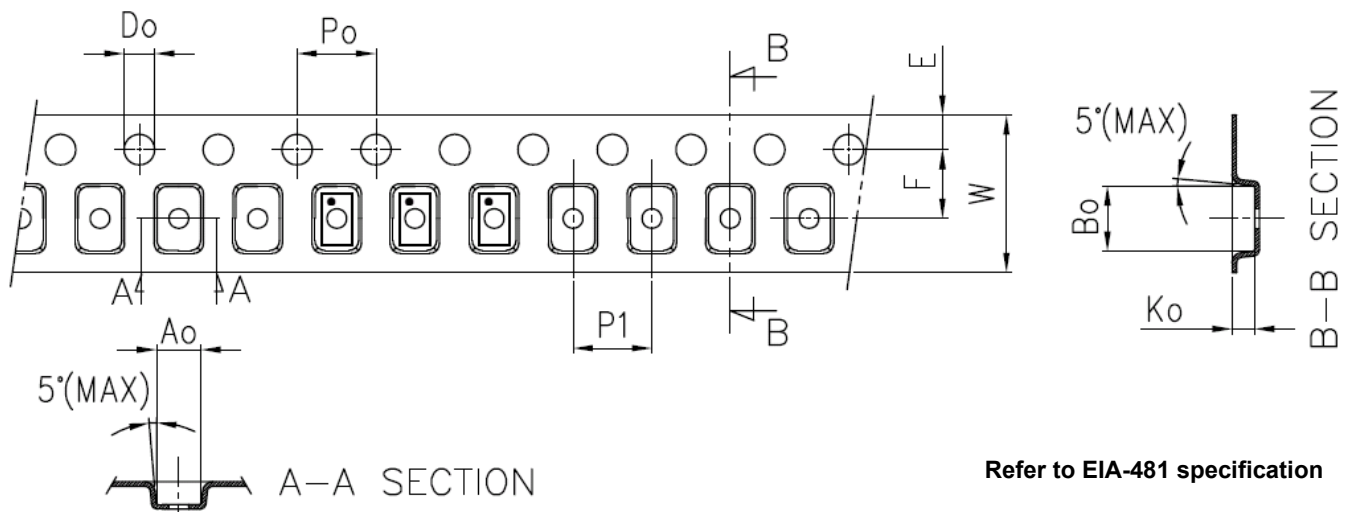 Do
Po
B
E
F
W
A
A
P1
B
Ao
5°(MAX)
A-A SECTION
5°(MAX)
Bo
Ko
B-B SECTION
Refer to EIA-481 specification